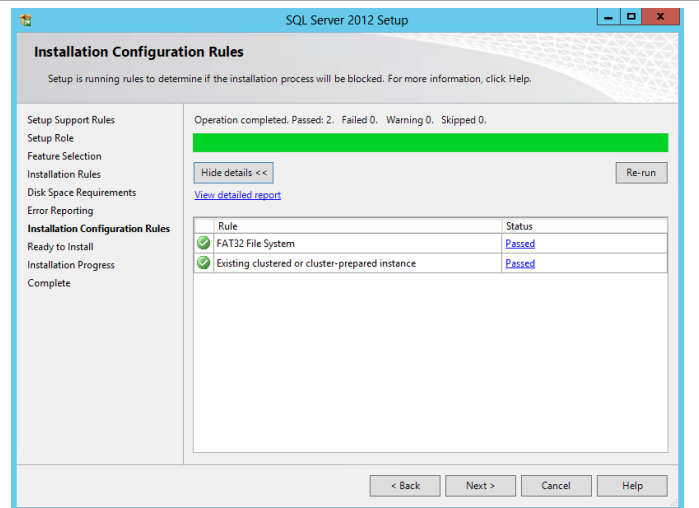 SQL Server 2012 Setup
Installation Configuration Rules
Setup is running rules to determine if the installation process will be blocked. For more information, click Help.
Setup Support Rules
Setup Role
Feature Selection
Installation Rules
Disk Space Requirements
Error Reporting
Installation Configuration Rules
Ready to Install
Installation Progress
Complete
Operation completed. Passed: 2. Failed 0. Warning 0. Skipped 0.
Hide details <<
Re-run
View detailed report
Rule Status
FAT32 File System Passed
Existing clustered or cluster-prepared instance Passed
< Back Next > Cancel Help